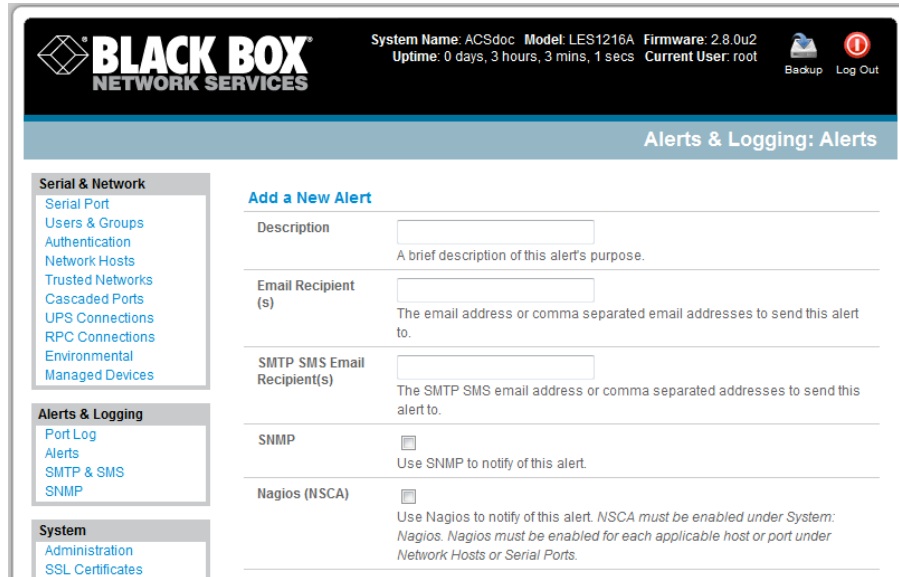 BLACK BOX®
NETWORK SERVICES
System Name: ACSdoc Model: LES1216A Firmware: 2.8.0u2
Uptime: 0 days, 3 hours, 3 mins, 1 secs Current User: root
Backup
Log Out
Alerts & Logging: Alerts
Serial & Network
Serial Port
Users & Groups
Authentication
Network Hosts
Trusted Networks
Cascaded Ports
UPS Connections
RPC Connections
Environmental
Managed Devices
Alerts & Logging
Port Log
Alerts
SMTP & SMS
SNMP
System
Administration
SSL Certificates
Add a New Alert
Description
A brief description of this alert's purpose.
Email Recipient
(s)
The email address or comma separated email addresses to send this alert
to.
SMTP SMS Email
Recipient(s)
The SMTP SMS email address or comma separated addresses to send this
alert to.
SNMP
Use SNMP to notify of this alert.
Nagios (NSCA)
Use Nagios to notify of this alert. NSCA must be enabled under System:
Nagios. Nagios must be enabled for each applicable host or port under
Network Hosts or Serial Ports.